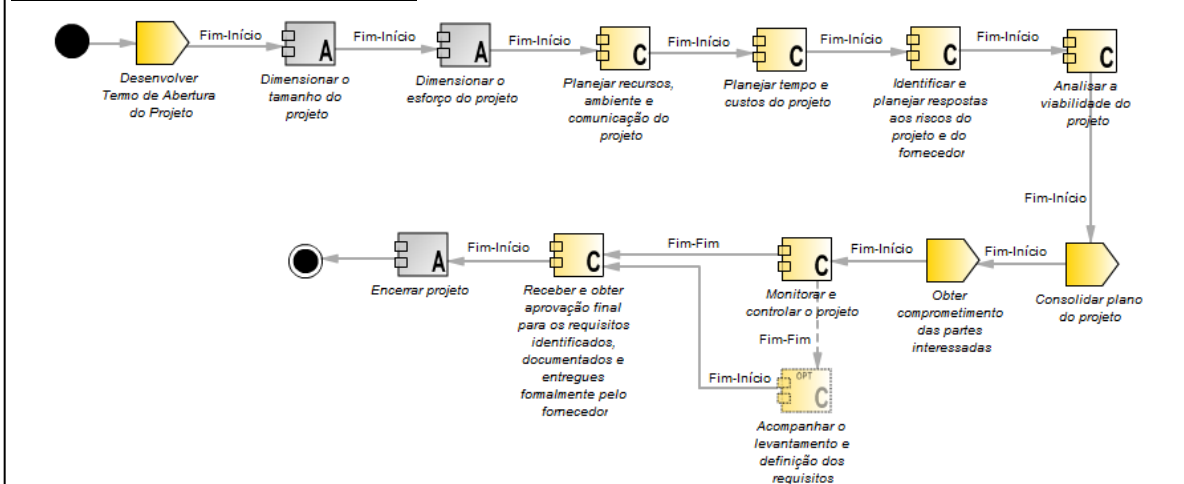 Fim-Início
Fim-Início
Fim-Início
Fim-Início
Fim-Início
Fim-Início
A
A
C
C
C
C
Desenvolver
Termo de Abertura
do Projeto
Dimensionar o
tamanho do
projeto
Dimensionar o
esforço do projeto
Planejar recursos,
ambiente e
comunicação do
projeto
Planejar tempo e
custos do projeto
Identificar e
planejar respostas
aos riscos do
projeto e do
fornecedor
Analisar a
viabilidade do
projeto
Fim-Início
Fim-Início
Fim-Fim
Fim-Início
Fim-Início
A
C
C
Encerrar projeto
Receber e obter
aprovação final
para os requisitos
identificados,
documentados e
entregues
formalmente pelo
fornecedor
Monitorar e
controlar o projeto
Obter
comprometimento
das partes
interessadas
Consolidar plano
do projeto
Fim-Fim
Fim-Início
OPT
C
Acompanhar o
levantamento e
definição dos
requisitos